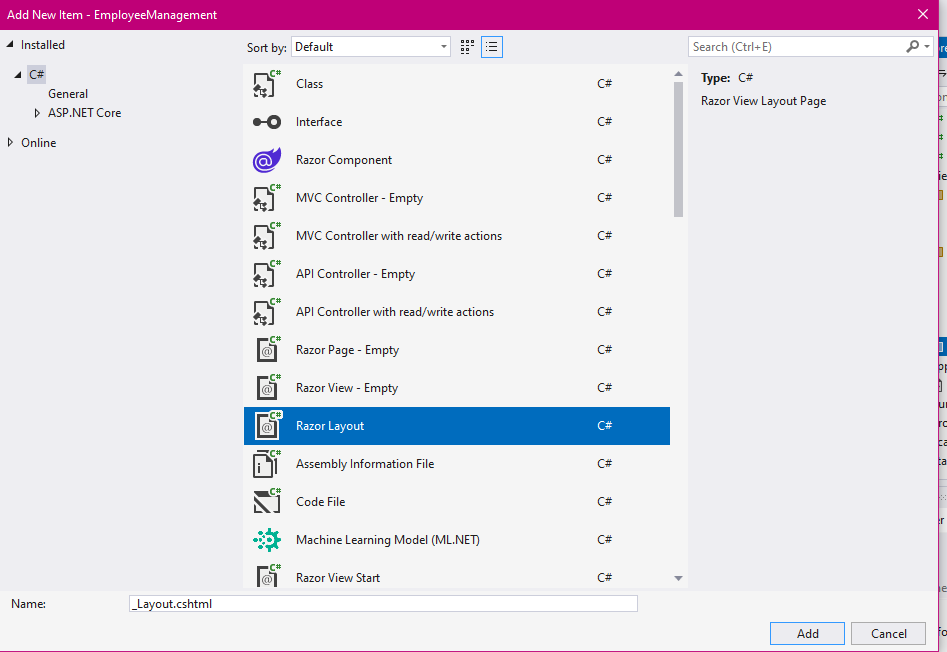 Add New Item - EmployeeManagement
Installed
C#
General
ASP.NET Core
Online
Sort by: Default
Class C#
Interface C#
Razor Component C#
MVC Controller - Empty C#
MVC Controller with read/write actions C#
API Controller - Empty C#
API Controller with read/write actions C#
Razor Page - Empty C#
Razor View - Empty C#
Razor Layout C#
Assembly Information File C#
Code File C#
Machine Learning Model (ML.NET) C#
Razor View Start C#
Search (Ctrl+E)
Type: C#
Razor View Layout Page
Name: _Layout.cshtml
Add Cancel